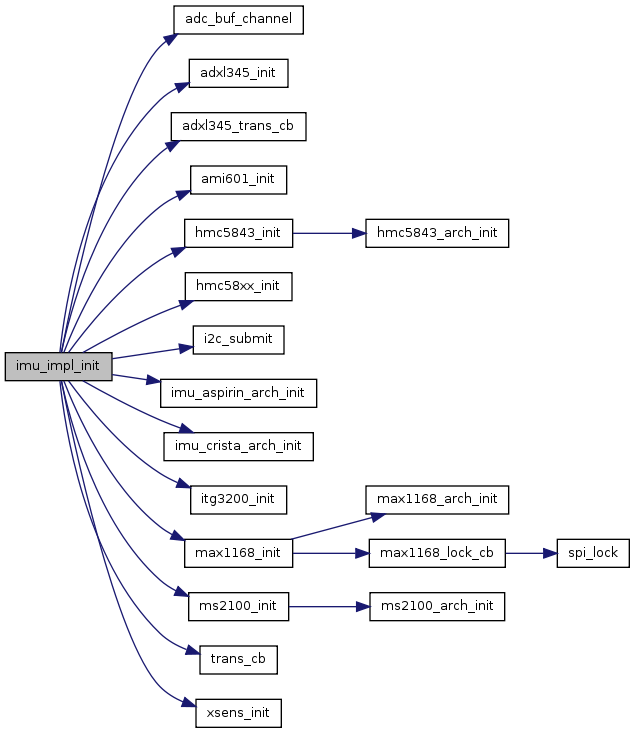 adc_buf_channel
adxl345_init
adxl345_trans_cb
ami601_init
hmc5843_init
hmc5843_arch_init
hmc58xx_init
i2c_submit
imu_impl_init
imu_aspirin_arch_init
imu_crista_arch_init
itg3200_init
max1168_arch_init
max1168_init
max1168_lock_cb
spi_lock
ms2100_init
ms2100_arch_init
trans_cb
xsens_init